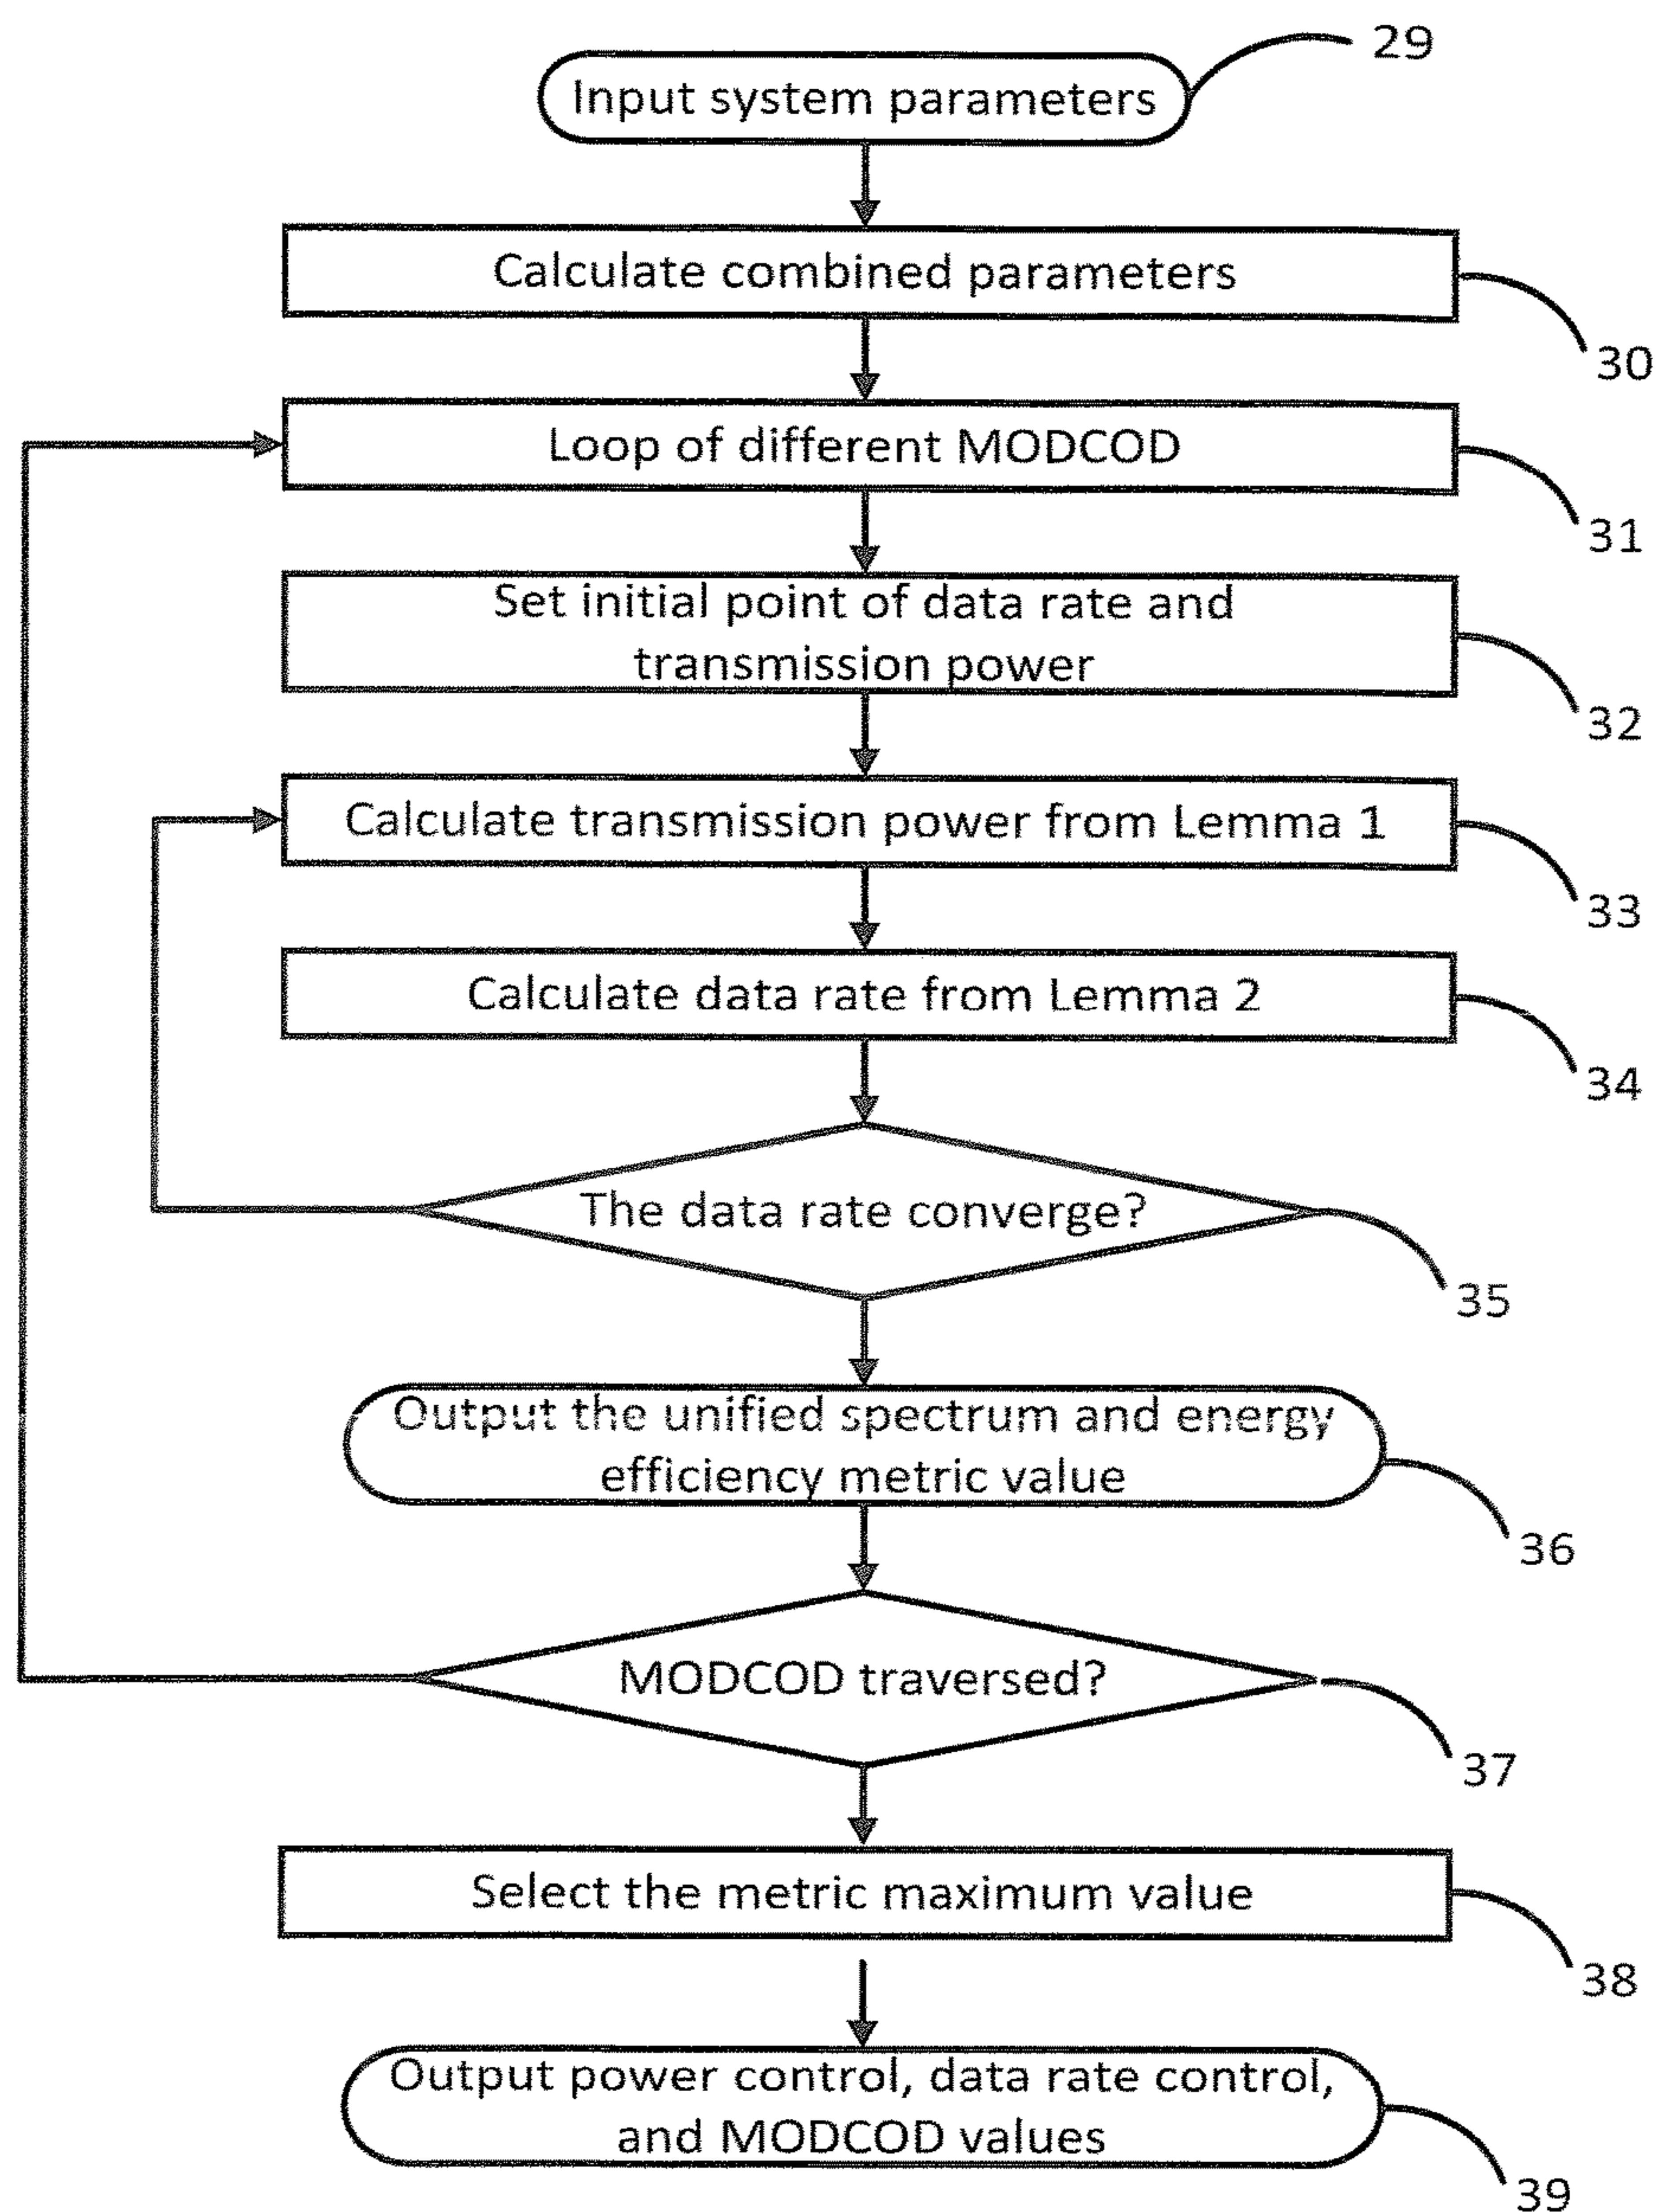 29
Input system parameters
Calculate combined parameters
30
Loop of different MODCOD
31
Set initial point of data rate and
transmission power
32
Calculate transmission power from Lemma 1
33
Calculate data rate from Lemma 2
34
The data rate converge?
35
Output the unified spectrum and energy
efficiency metric value
36
MODCOD traversed?
37
Select the metric maximum value
38
Output power control, data rate control,
and MODCOD values
39